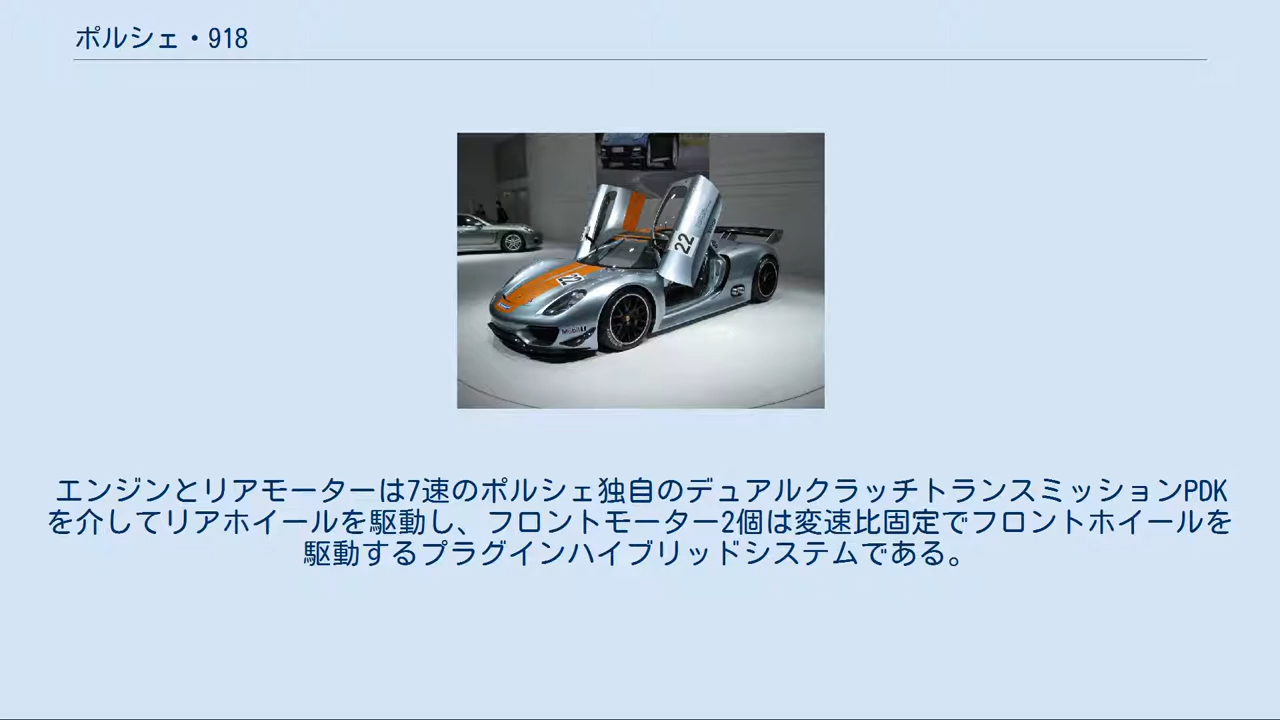 ポルシェ・918
22
22
Mobil 1
エンジンとリアモーターは7速のポルシェ独自のデュアルクラッチトランスミッションPDK
を介してリアホイールを駆動し、フロントモーター2個は変速比固定でフロントホイールを
駆動するプラグインハイブリッドシステムである。